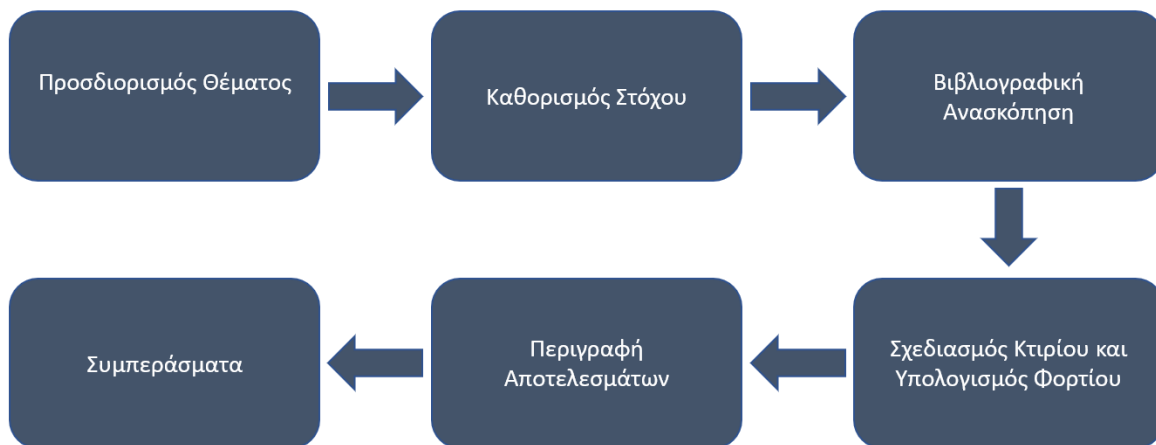 Προσδιορισμός Θέματος
Καθορισμός Στόχου
Βιβλιογραφική
Ανασκόπηση
Σχεδιασμός Κτιρίου και
Υπολογισμός Φορτίου
Περιγραφή
Αποτελεσμάτων
Συμπεράσματα